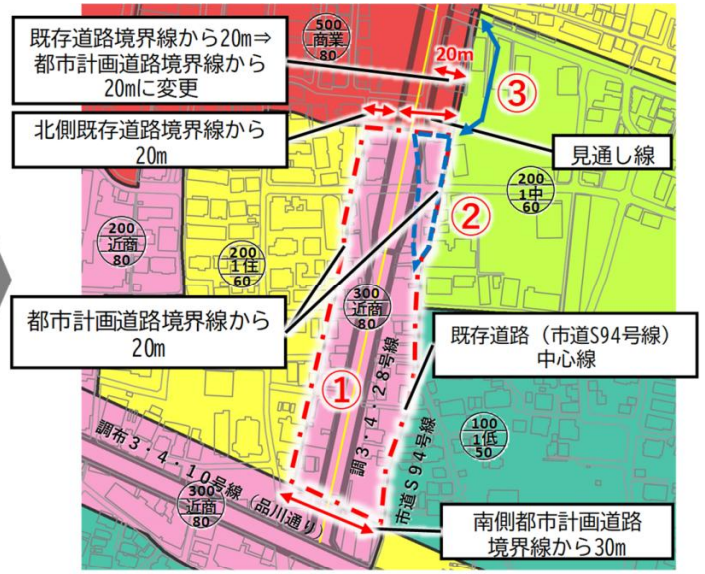 既存道路境界線から20m⇒
都市計画道路境界線から
20mに変更
500
商業
80
20m
③
北側既存道路境界線から
20m
見通し線
200
1中
60
②
200
近商
80
200
1住
60
300
近商
80
都市計画道路境界線から
20m
既存道路（市道S94号線）
中心線
①
調3・4・28号線
市道S94号線
100
1低
50
調布3・4・10号線（品川通り）
300
近商
80
南側都市計画道路
境界線から30m